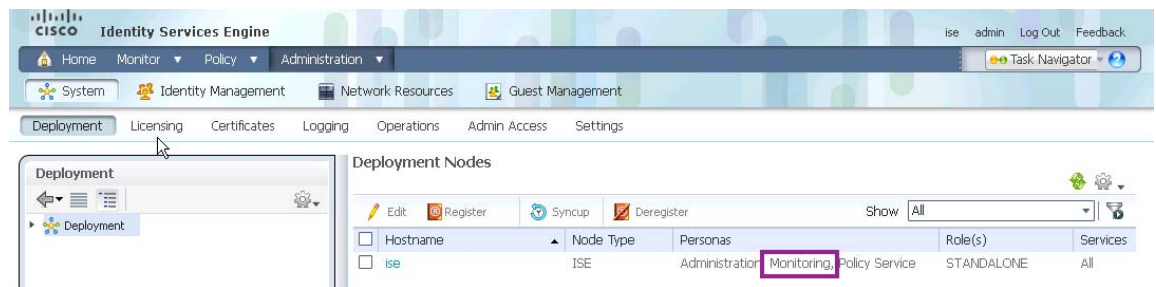 CISCO Identity Services Engine
ise admin Log Out Feedback
Home Monitor Policy Administration
Task Navigator
System Identity Management Network Resources Guest Management
Deployment Licensing Certificates Logging Operations Admin Access Settings
Deployment
Deployment
Deployment Nodes
Edit Register Syncup Deregister Show All
Hostname Node Type Personas Role(s) Services
ise ISE Administration, Monitoring, Policy Service STANDALONE All